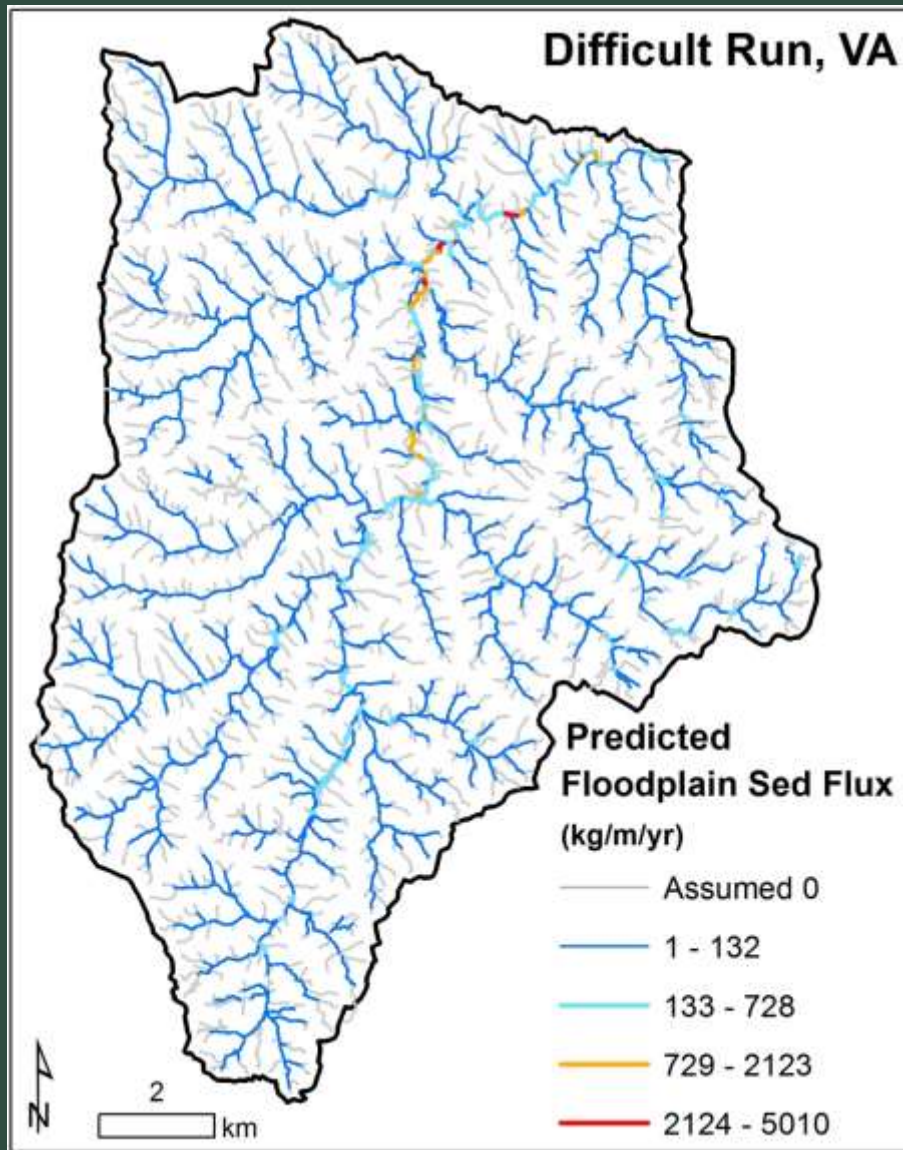 Difficult Run, VA
Predicted
Floodplain Sed Flux
(kg/m/yr)
Assumed 0
1 - 132
133 - 728
729 - 2123
2124 - 5010
N
2
km